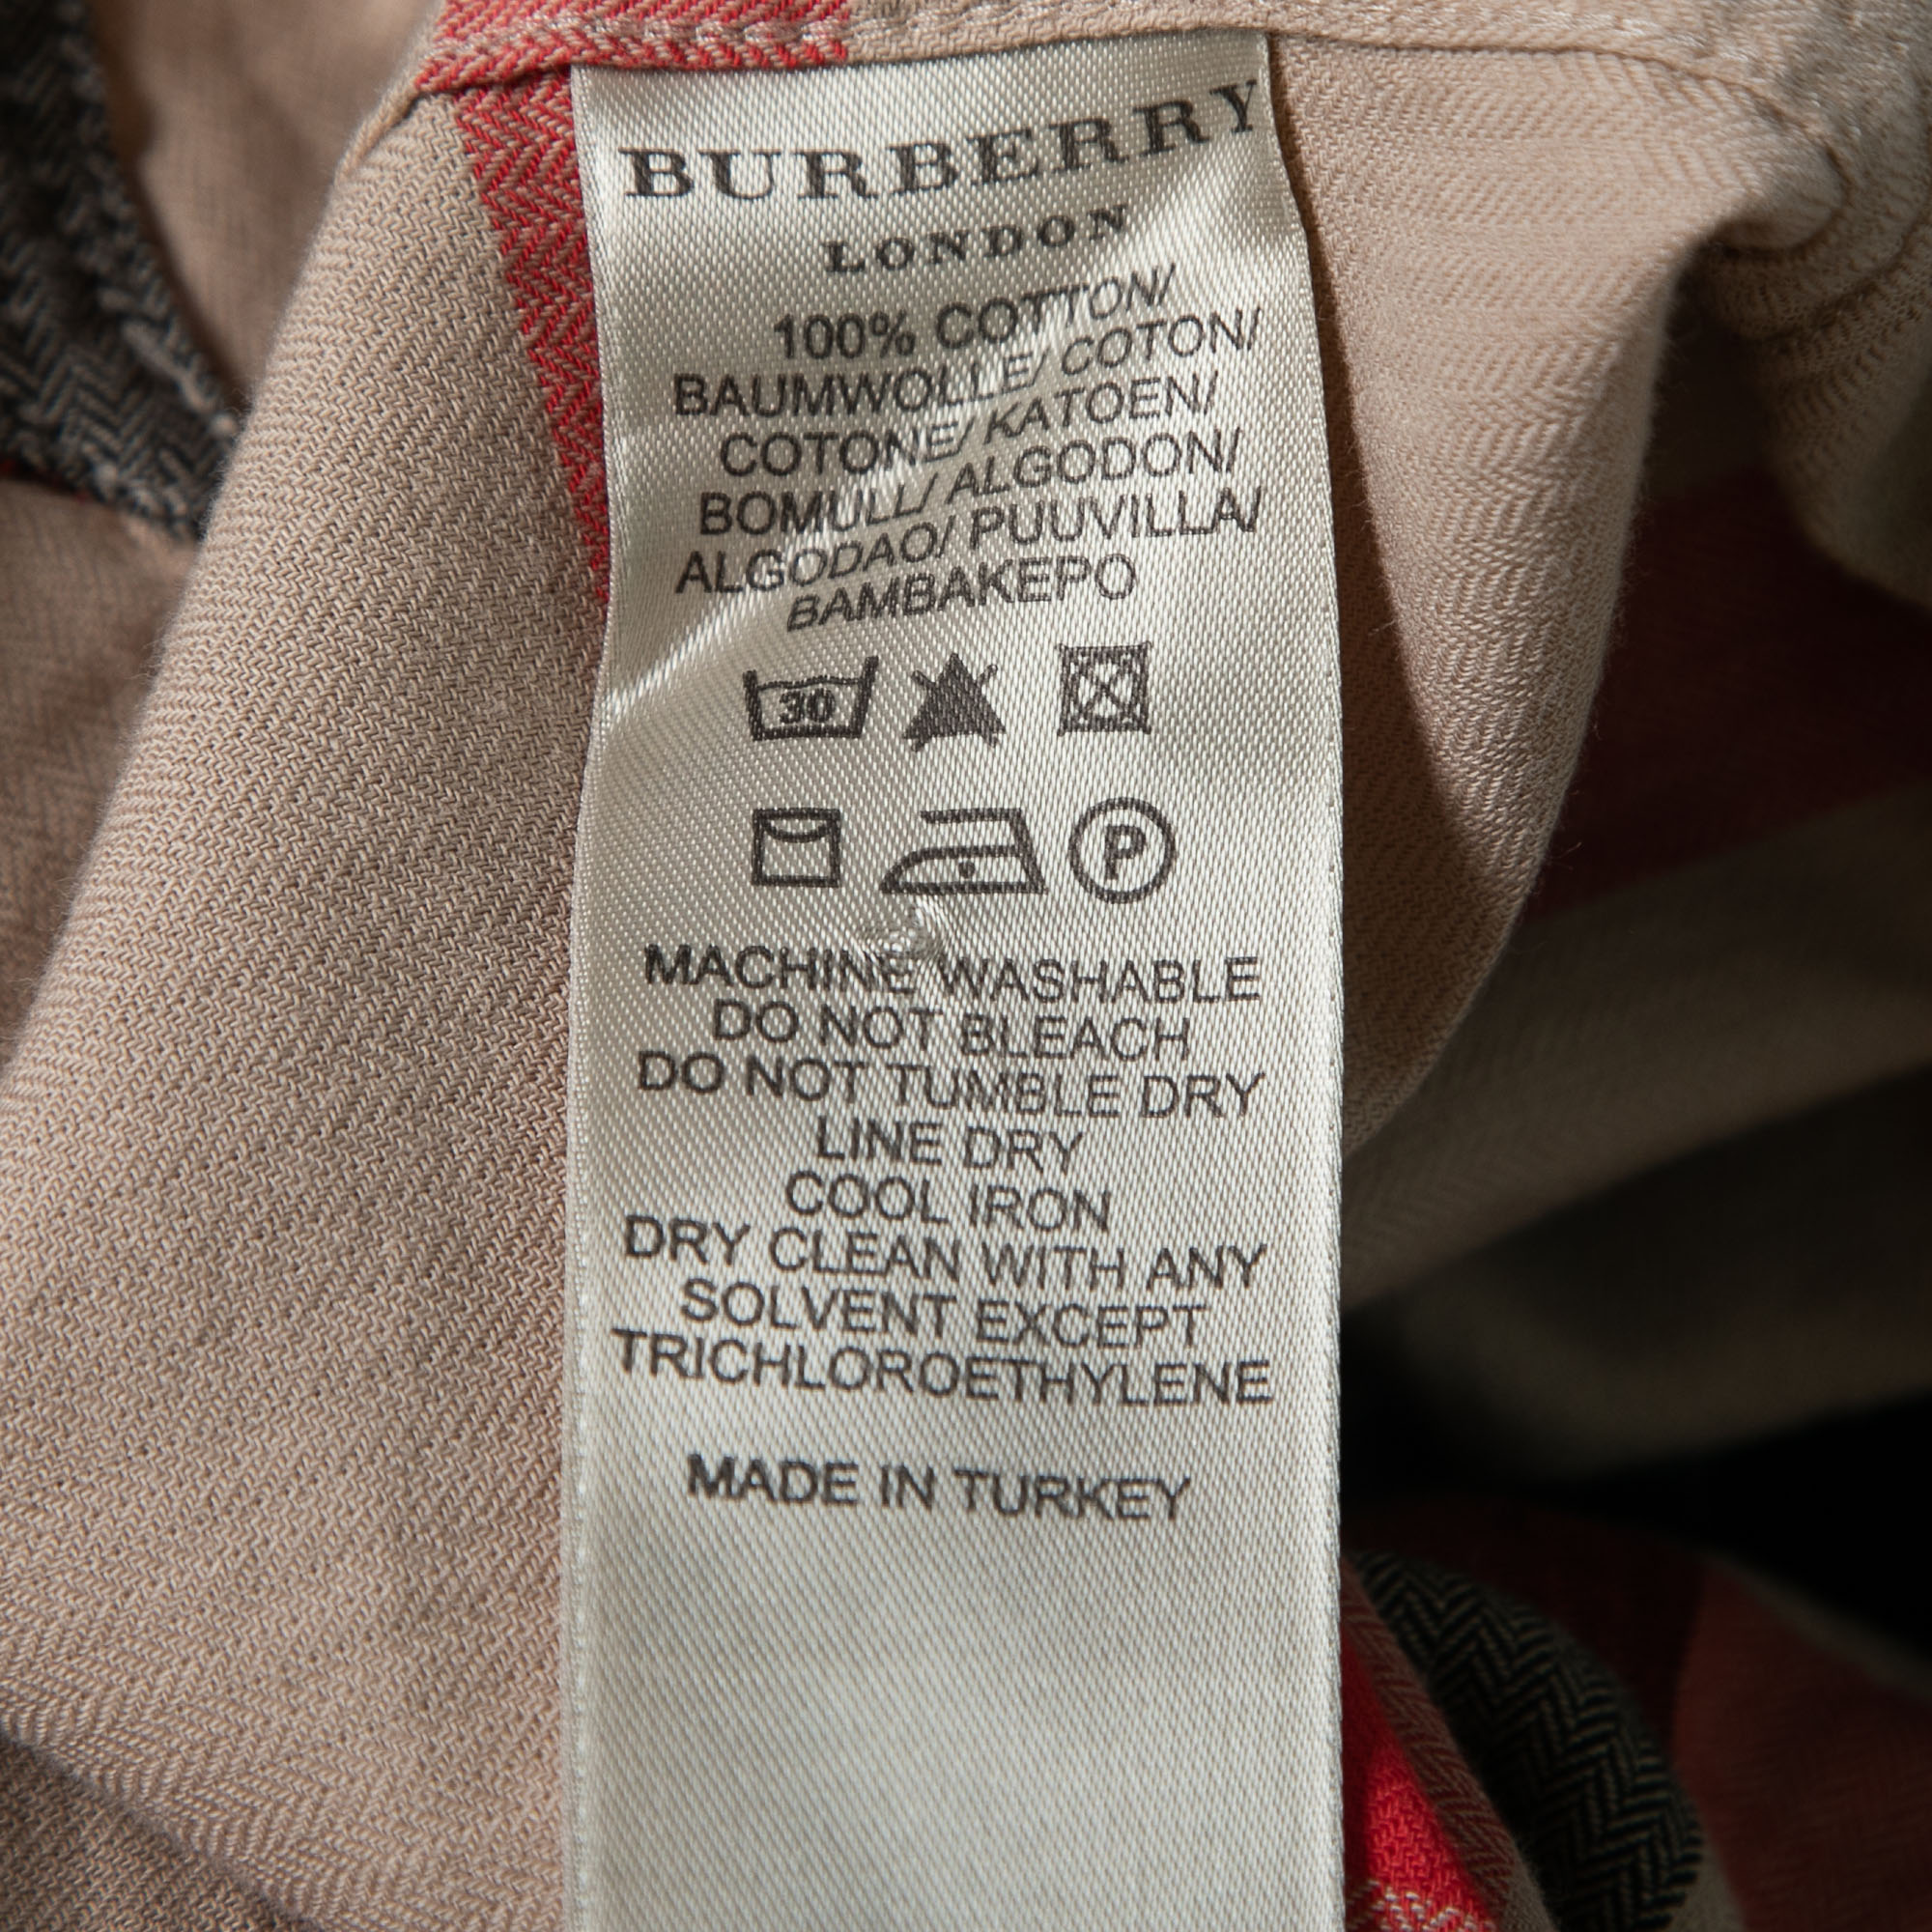 BURBERRY
LONDON
100% COTTON/
BAUMWOLLE/ COTON/
COTONE/ KATOEN/
BOMULL/ ALGODON/
ALGODAO/ PUUVILLA/
BAMBAKEPO
30
P
MACHINE WASHABLE
DO NOT BLEACH
DO NOT TUMBLE DRY
LINE DRY
COOL IRON
DRY CLEAN WITH ANY
SOLVENT EXCEPT
TRICHLOROETHYLENE
MADE IN TURKEY